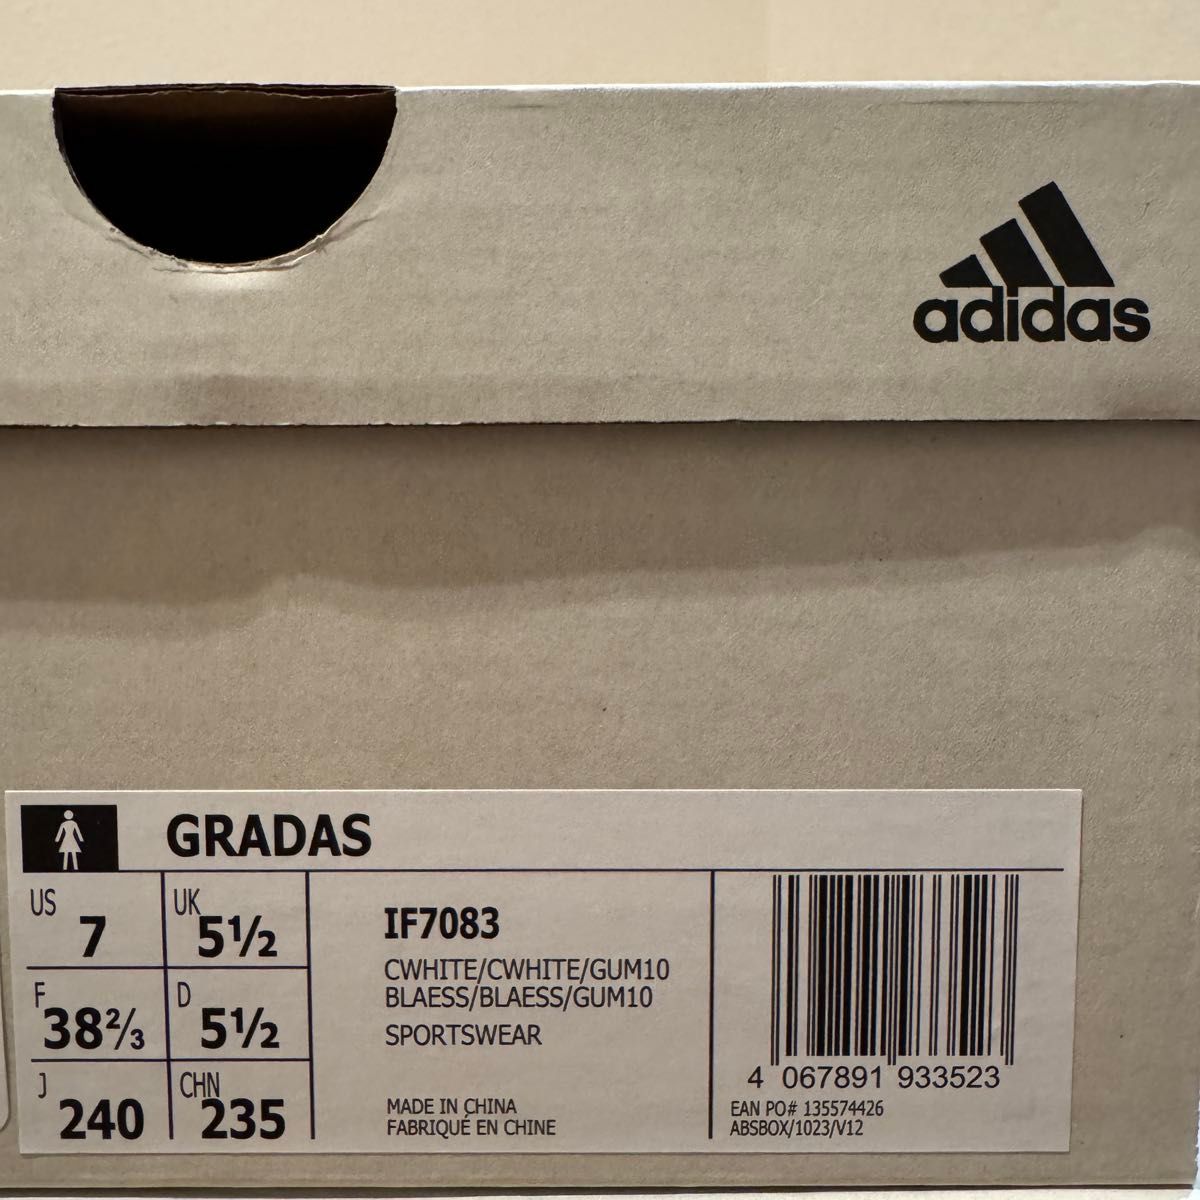 adidas
GRADAS
US 7
UK 5½
F 38⅔
D 5½
J 240
CHN 235
IF7083
CWHITE/CWHITE/GUM10
BLAESS/BLAESS/GUM10
SPORTSWEAR
MADE IN CHINA
FABRIQUÉ EN CHINE
4 067891 933523
EAN PO# 135574426
ABSBOX/1023/V12